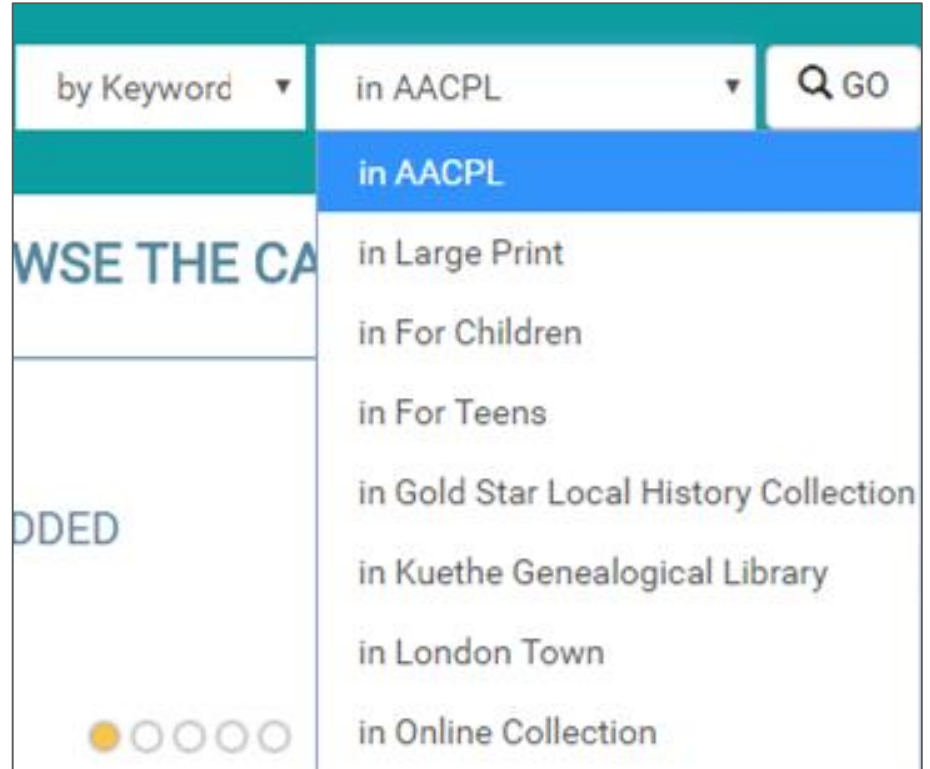 by Keyword in AACPL GO
in AACPL
WSE THE CA
in Large Print
in For Children
in For Teens
in Gold Star Local History Collection
DDED
in Kuethe Genealogical Library
in London Town
in Online Collection